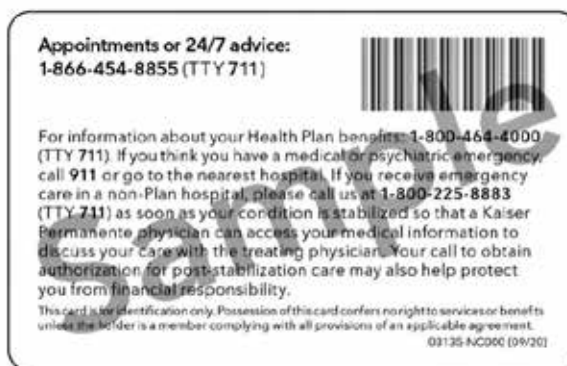 Appointments or 24/7 advice:
1-866-454-8855 (TTY 711)
For information about your Health Plan benefits: 1-800-464-4000
(TTY 711). If you think you have a medical or psychiatric emergency,
call 911 or go to the nearest hospital. If you receive emergency
care in a non-Plan hospital, please call us at 1-800-225-8883
(TTY 711) as soon as your condition is stabilized so that a Kaiser
Permanente physician can access your medical information to
discuss your care with the treating physician. Your call to obtain
authorization for post-stabilization care may also help protect
you from financial responsibility.
This card is for identification only. Possession of this card confers no right to services or benefits
unless the holder is a member complying with all provisions of an applicable agreement.
03135-NC000 (09/20)
Sample